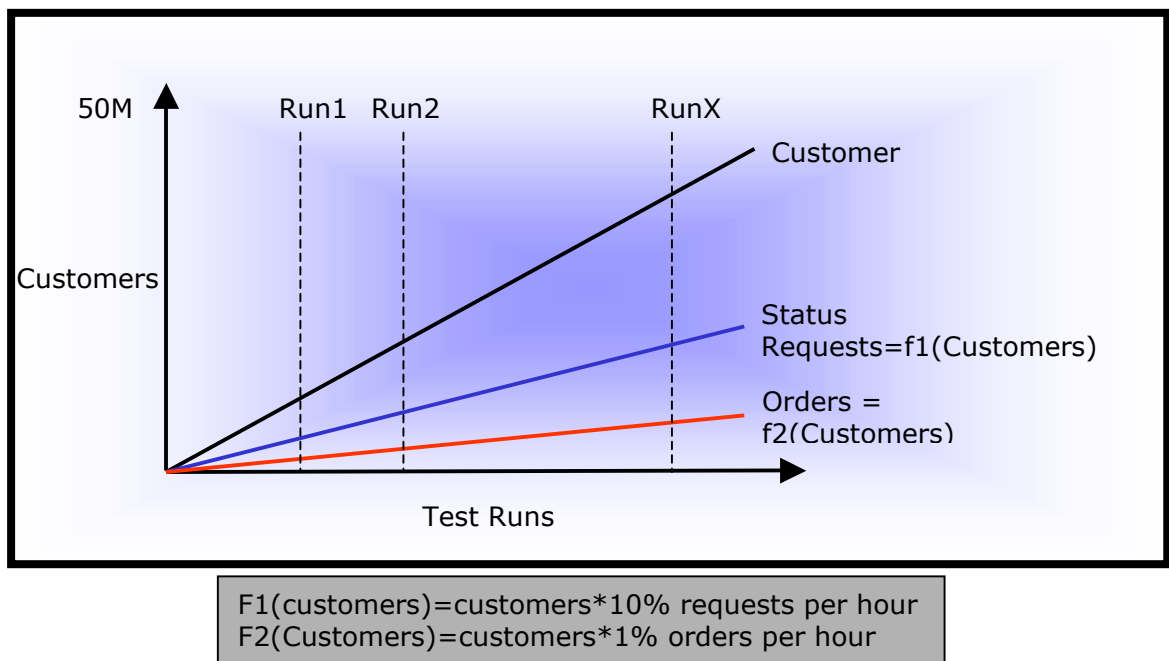 50M
Run1
Run2
RunX
Customer
Customers
Status
Requests=f1(Customers)
Orders =
f2(Customers)
Test Runs
F1(customers)=customers*10% requests per hour
F2(Customers)=customers*1% orders per hour